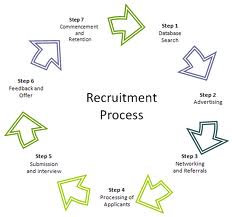 Step 7
Commencement
and
Retention
Step 1
Database
Search
Step 2
Advertising
Step 3
Networking
and Referrals
Step 4
Processing of
Applicants
Step 5
Submission
and Interview
Step 6
Feedback and
Offer
Recruitment
Process